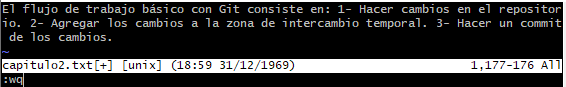 El flujo de trabajo básico con Git consiste en: 1- Hacer cambios en el repositor
io. 2- Agregar los cambios a la zona de intercambio temporal. 3- Hacer un commit
 de los cambios.
~
capitulo2.txt[+] [unix] (18:59 31/12/1969) 1,177-176 All
:wq